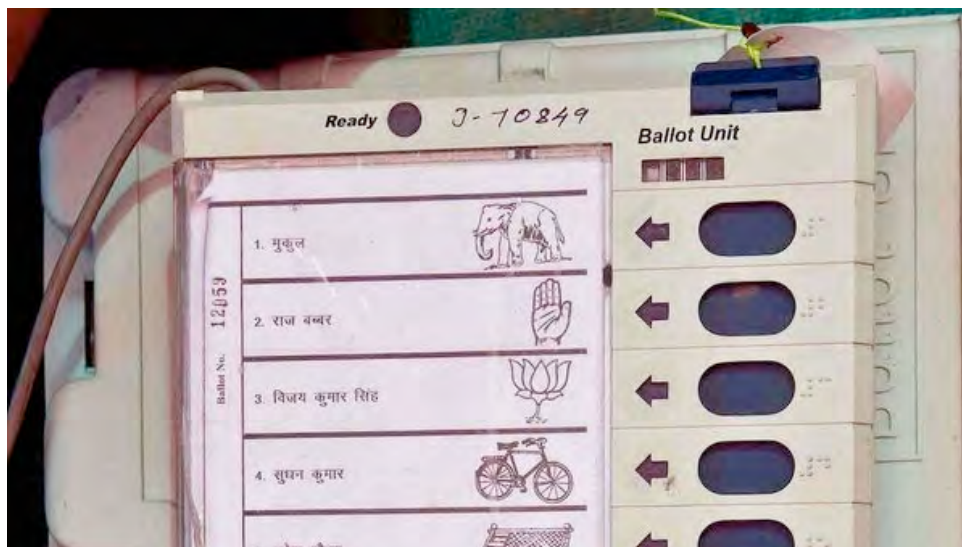 Ready J-70849
Ballot Unit
Ballot No. 12059
1. मुकुल
2. राज बब्बर
3. विजय कुमार सिंह
4. सुधन कुमार